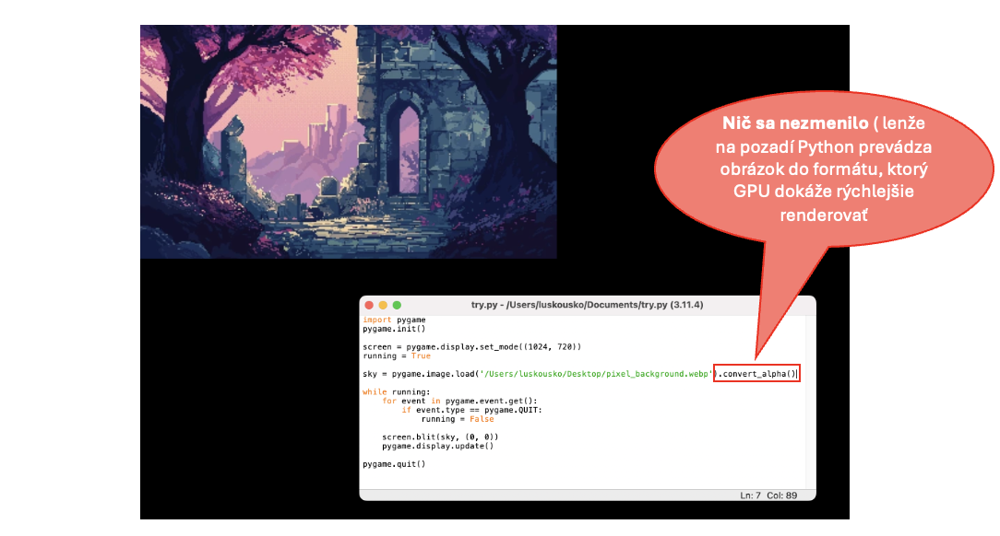 Nič sa nezmenilo ( lenže
na pozadí Python prevádza
obrázok do formátu, ktorý
GPU dokáže rýchlejšie
renderovať
try.py - /Users/luskousko/Documents/try.py (3.11.4)
import pygame
pygame.init()
screen = pygame.display.set_mode((1024, 720))
running = True
sky = pygame.image.load('/Users/luskousko/Desktop/pixel_background.webp').convert_alpha()
while running:
    for event in pygame.event.get():
        if event.type == pygame.QUIT:
            running = False
    screen.blit(sky, (0, 0))
    pygame.display.update()
pygame.quit()
Ln: 7 Col: 89